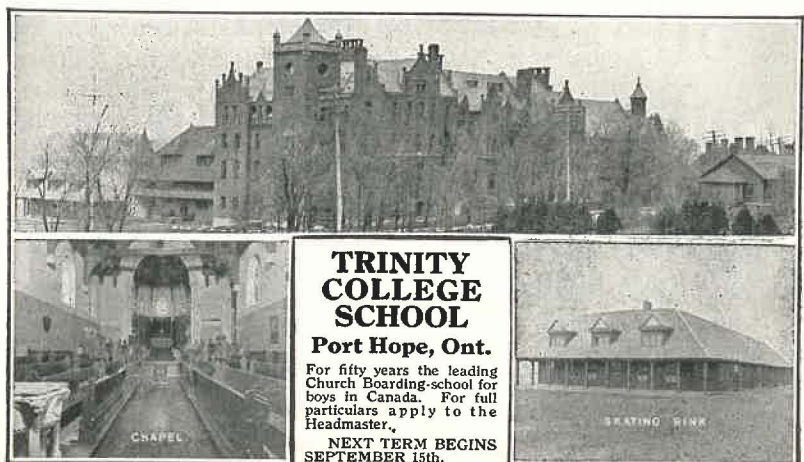 TRINITY
COLLEGE
SCHOOL
Port Hope, Ont.
For fifty years the leading
Church Boarding-school for
boys in Canada. For full
particulars apply to the
Headmaster.
NEXT TERM BEGINS
SEPTEMBER 15th.
CHAPEL
SKATING RINK